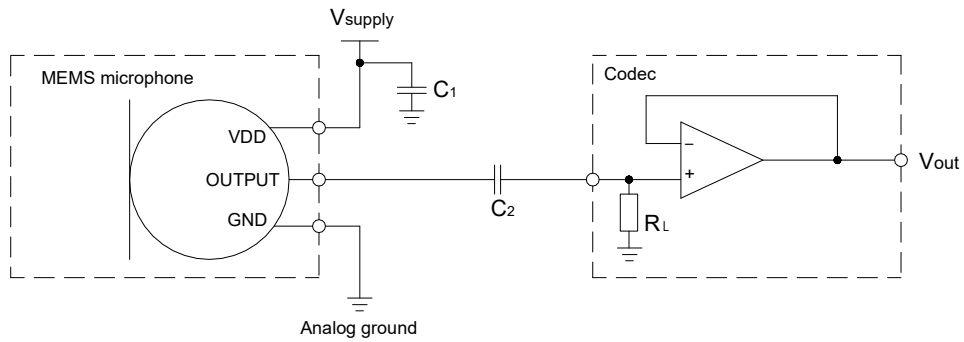 Vsupply
MEMS microphone
Codec
C1
VDD
−
OUTPUT
+
Vout
C2
GND
RL
Analog ground